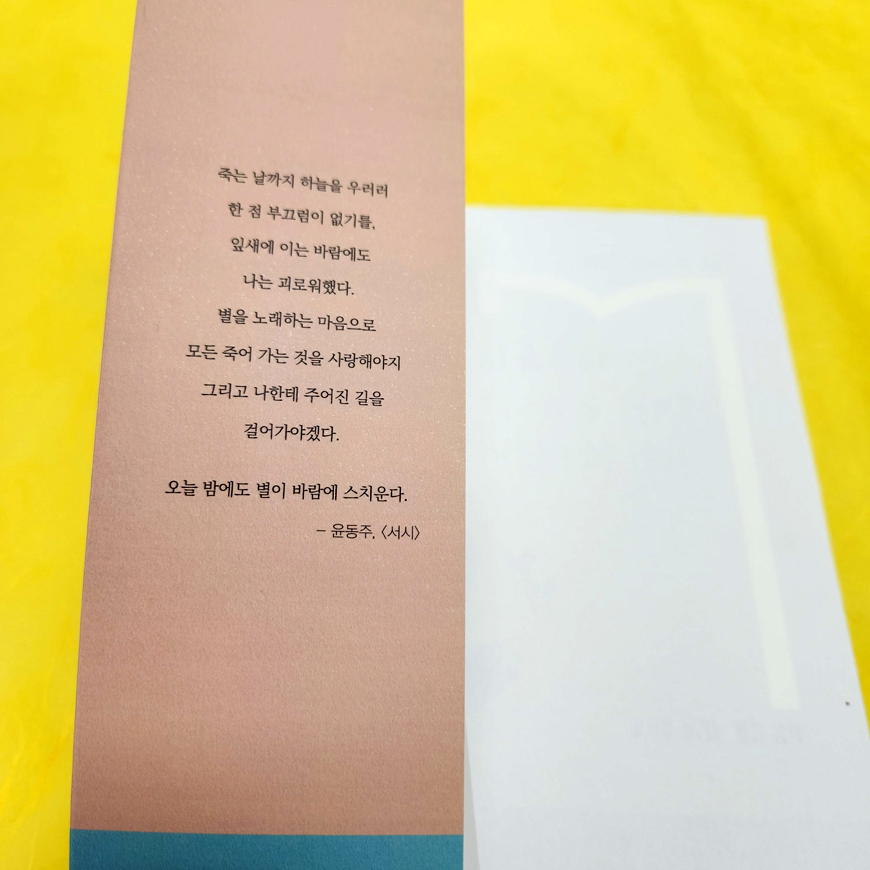 죽는 날까지 하늘을 우러러
한 점 부끄럼이 없기를,
잎새에 이는 바람에도
나는 괴로워했다.
별을 노래하는 마음으로
모든 죽어 가는 것을 사랑해야지
그리고 나한테 주어진 길을
걸어가야겠다.
오늘 밤에도 별이 바람에 스치운다.
– 윤동주, 〈서시〉